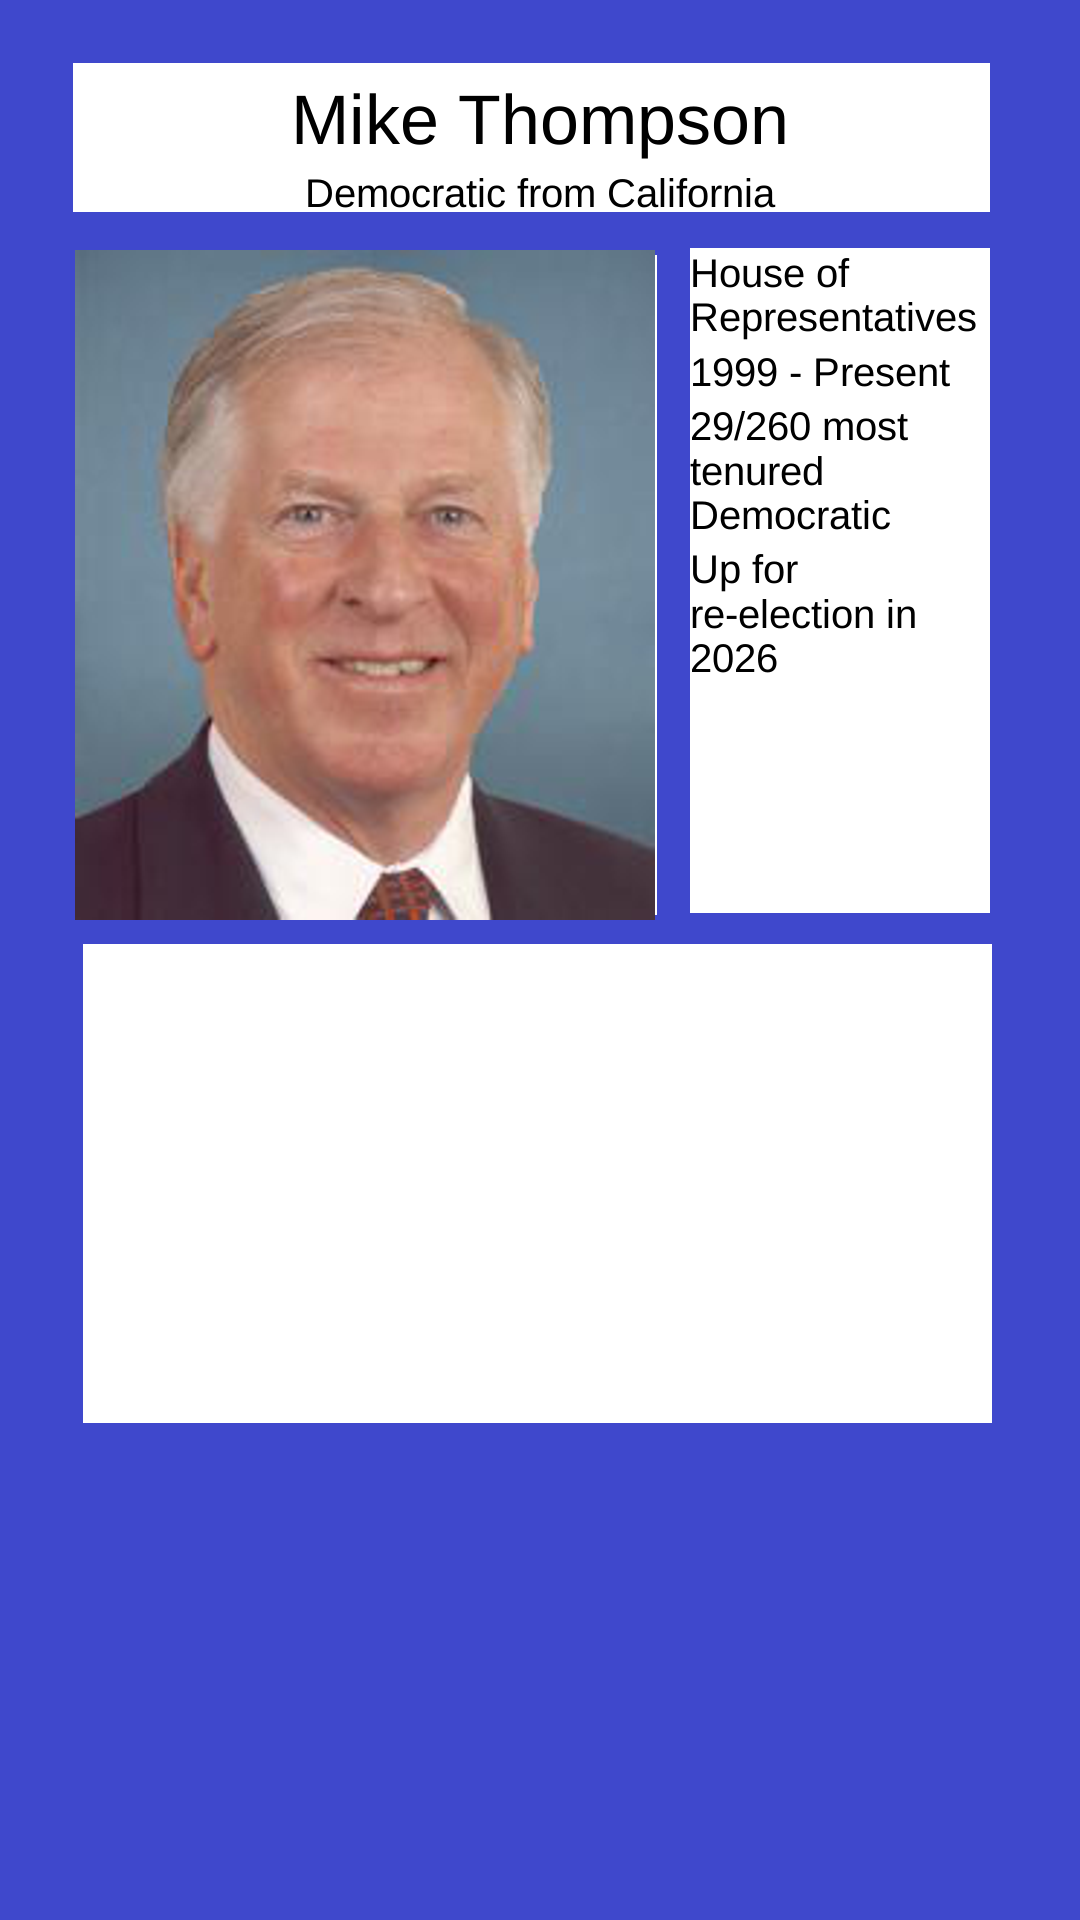 Mike Thompson
Democratic from California
House of
Representatives
1999 - Present
29/260 most
tenured
Democratic
Up for
re-election in
2026